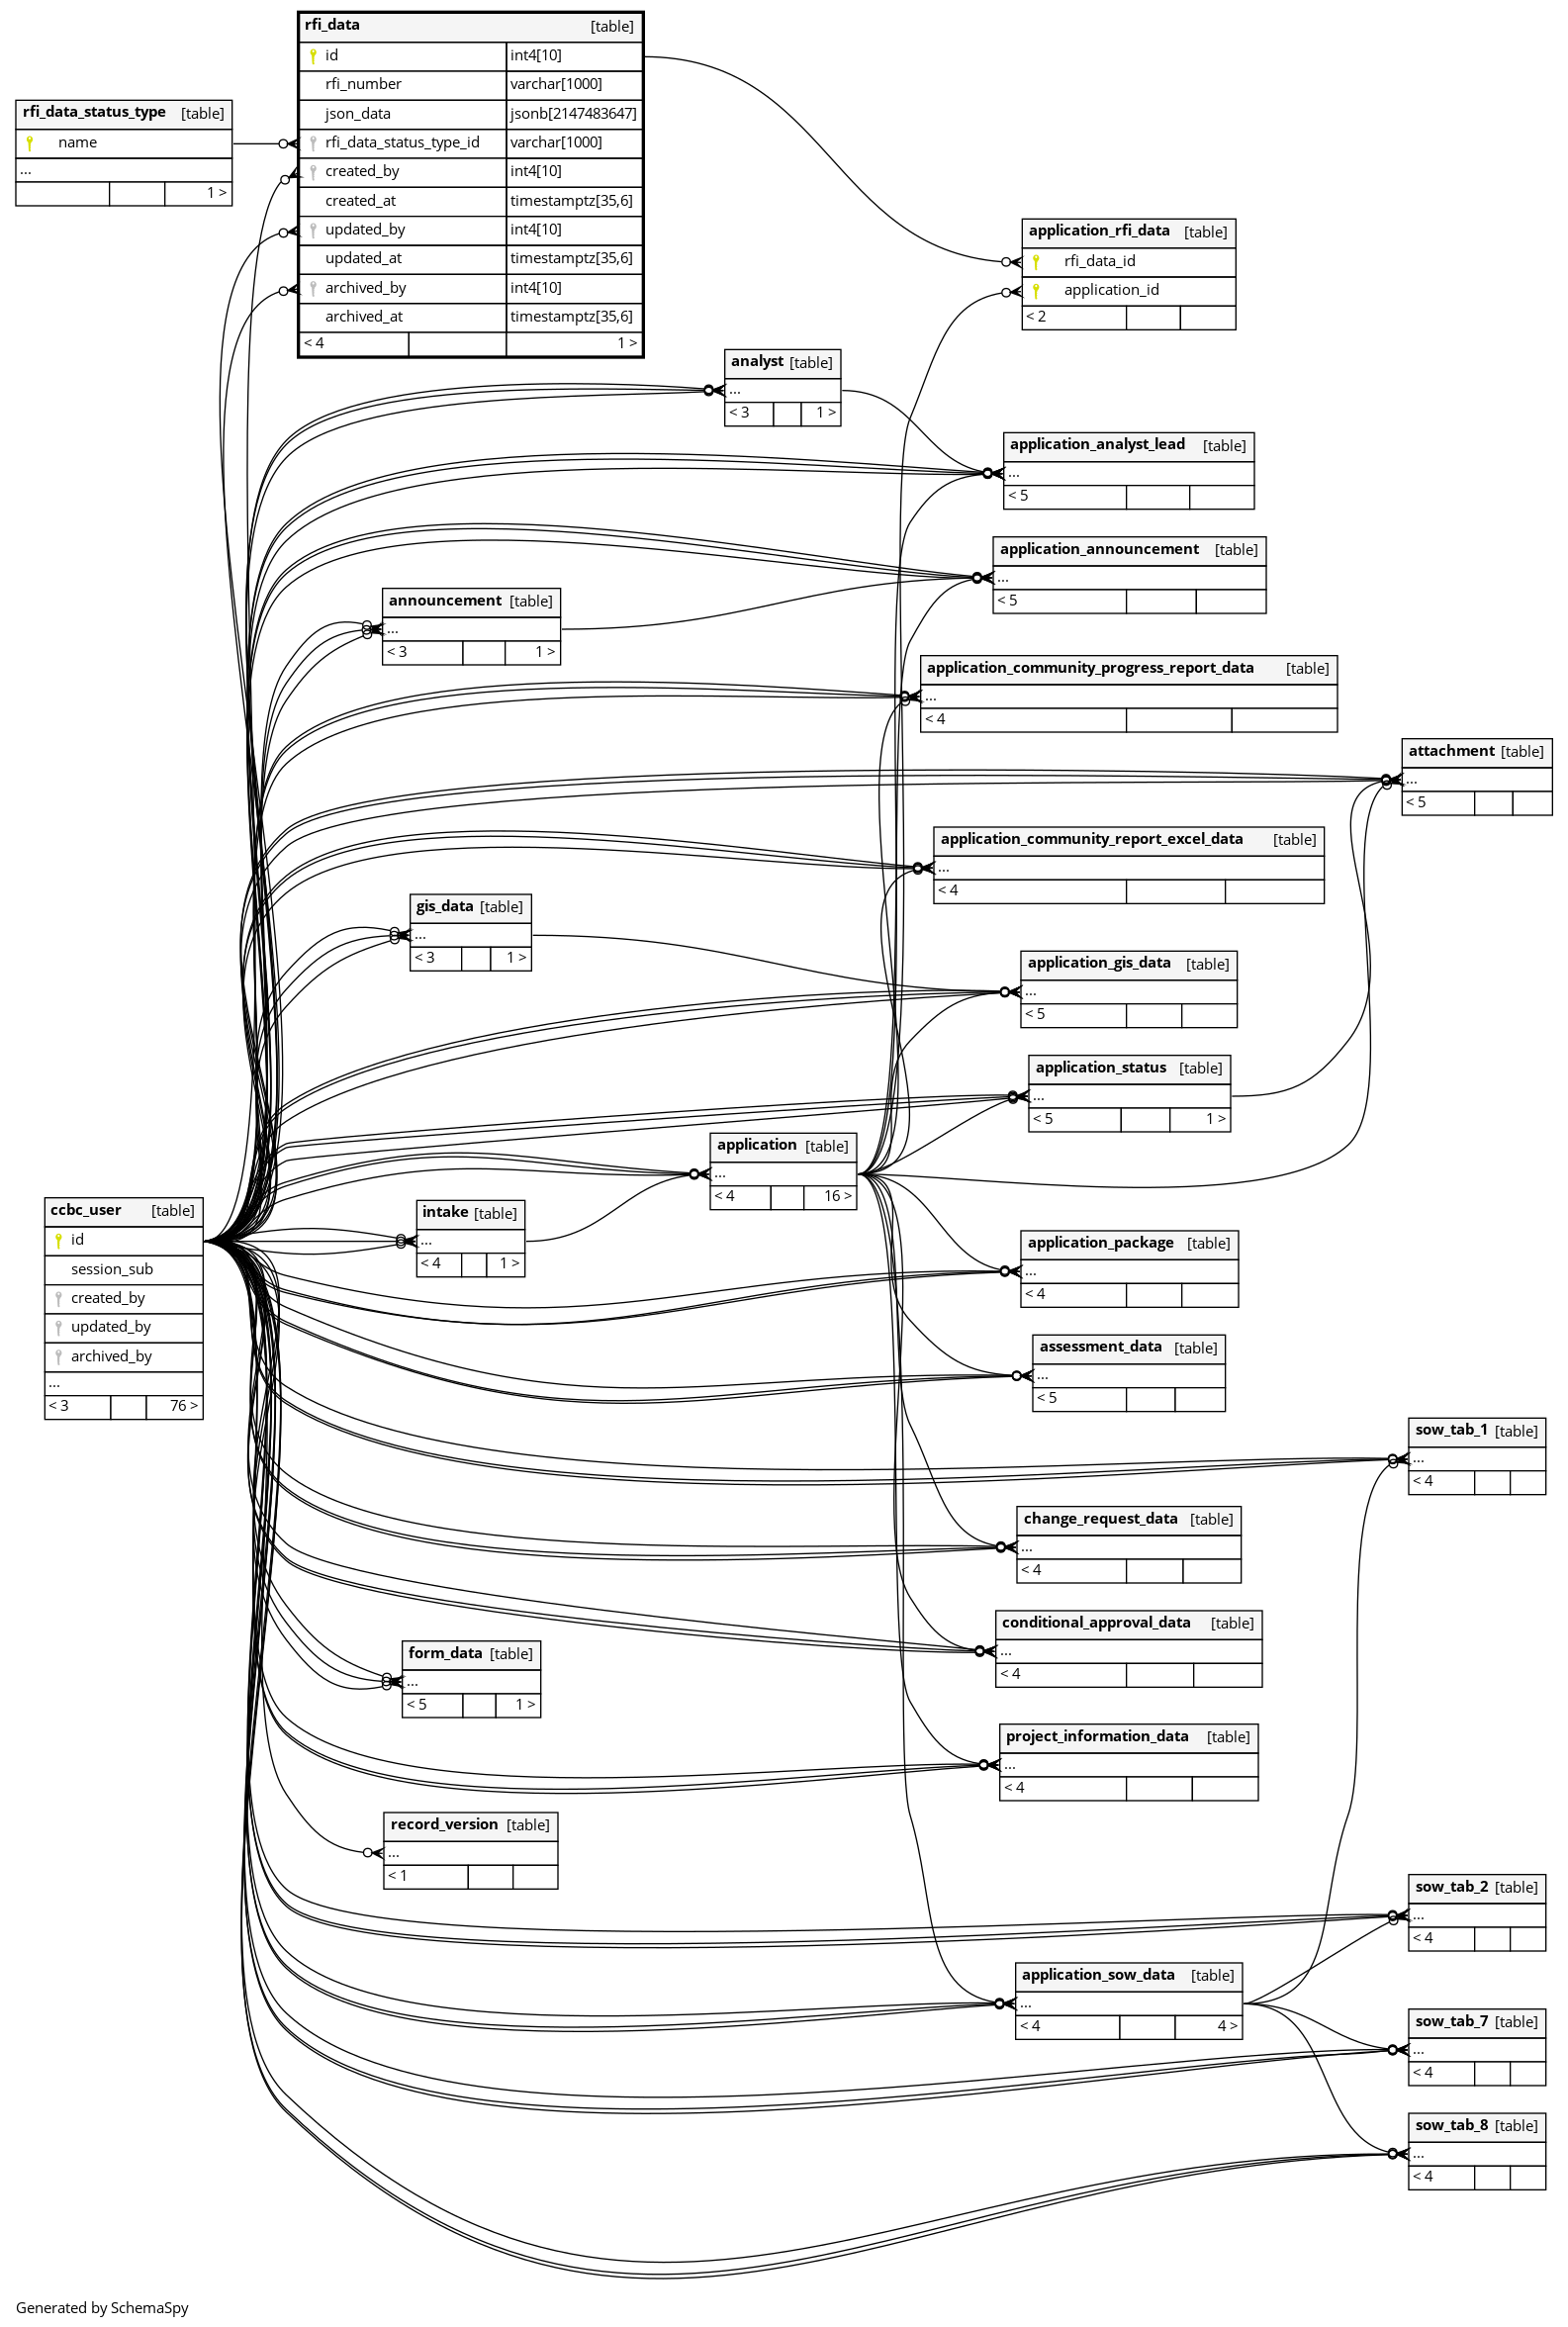 rfi_data [table]
id int4[10]
rfi_number varchar[1000]
json_data jsonb[2147483647]
rfi_data_status_type_id varchar[1000]
created_by int4[10]
created_at timestamptz[35,6]
updated_by int4[10]
updated_at timestamptz[35,6]
archived_by int4[10]
archived_at timestamptz[35,6]
< 4 1 >
rfi_data_status_type [table]
name
...
1 >
application_rfi_data [table]
rfi_data_id
application_id
< 2
analyst [table]
...
< 3 1 >
application_analyst_lead [table]
...
< 5
application_announcement [table]
...
< 5
announcement [table]
...
< 3 1 >
application_community_progress_report_data [table]
...
< 4
attachment [table]
...
< 5
application_community_report_excel_data [table]
...
< 4
gis_data [table]
...
< 3 1 >
application_gis_data [table]
...
< 5
application_status [table]
...
< 5 1 >
application [table]
...
< 4 16 >
ccbc_user [table]
id
session_sub
created_by
updated_by
archived_by
...
< 3 76 >
intake [table]
...
< 4 1 >
application_package [table]
...
< 4
assessment_data [table]
...
< 5
sow_tab_1 [table]
...
< 4
change_request_data [table]
...
< 4
conditional_approval_data [table]
...
< 4
form_data [table]
...
< 5 1 >
project_information_data [table]
...
< 4
record_version [table]
...
< 1
sow_tab_2 [table]
...
< 4
application_sow_data [table]
...
< 4 4 >
sow_tab_7 [table]
...
< 4
sow_tab_8 [table]
...
< 4
Generated by SchemaSpy